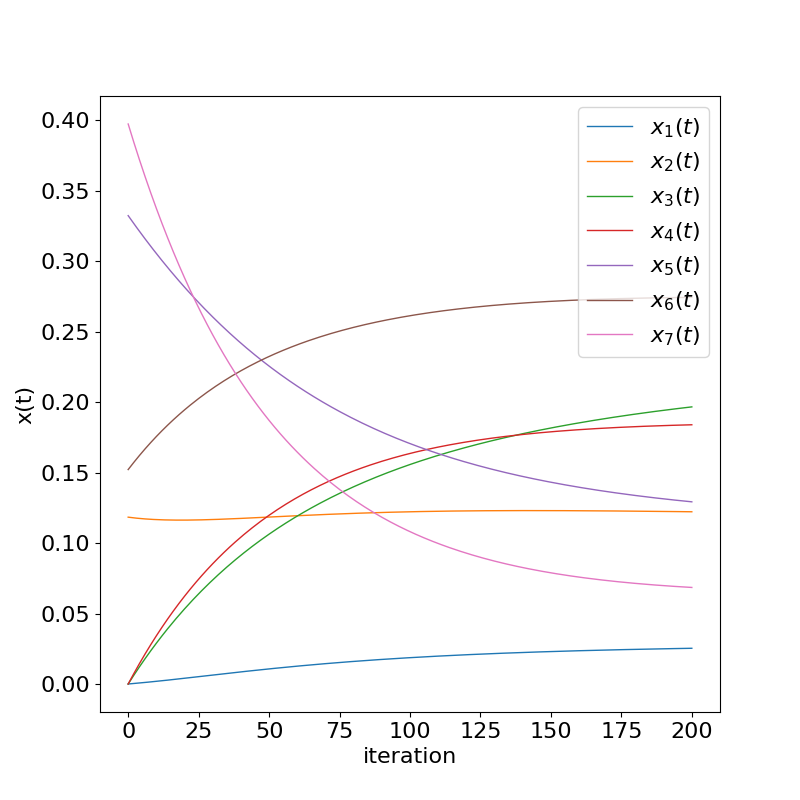 0.40
0.35
0.30
0.25
0.20
0.15
0.10
0.05
0.00
x(t)
0 25 50 75 100 125 150 175 200
iteration
x₁(t)
x₂(t)
x₃(t)
x₄(t)
x₅(t)
x₆(t)
x₇(t)